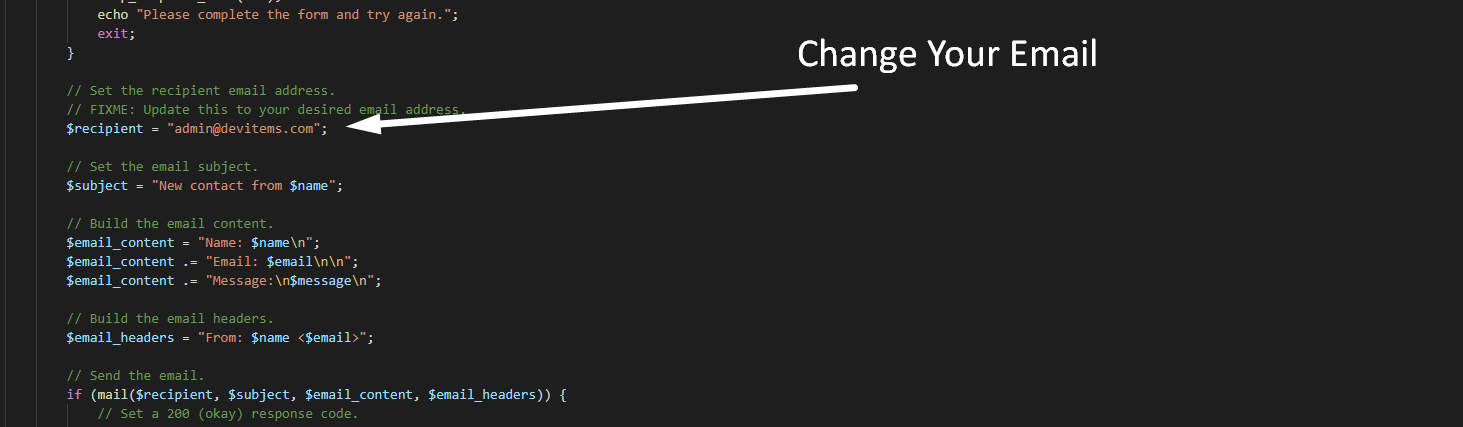 echo "Please complete the form and try again.";
exit;
}
Change Your Email
// Set the recipient email address.
// FIXME: Update this to your desired email address.
$recipient = "admin@devitems.com";
// Set the email subject.
$subject = "New contact from $name";
// Build the email content.
$email_content = "Name: $name\n";
$email_content .= "Email: $email\n\n";
$email_content .= "Message:\n$message\n";
// Build the email headers.
$email_headers = "From: $name <$email>";
// Send the email.
if (mail($recipient, $subject, $email_content, $email_headers)) {
// Set a 200 (okay) response code.